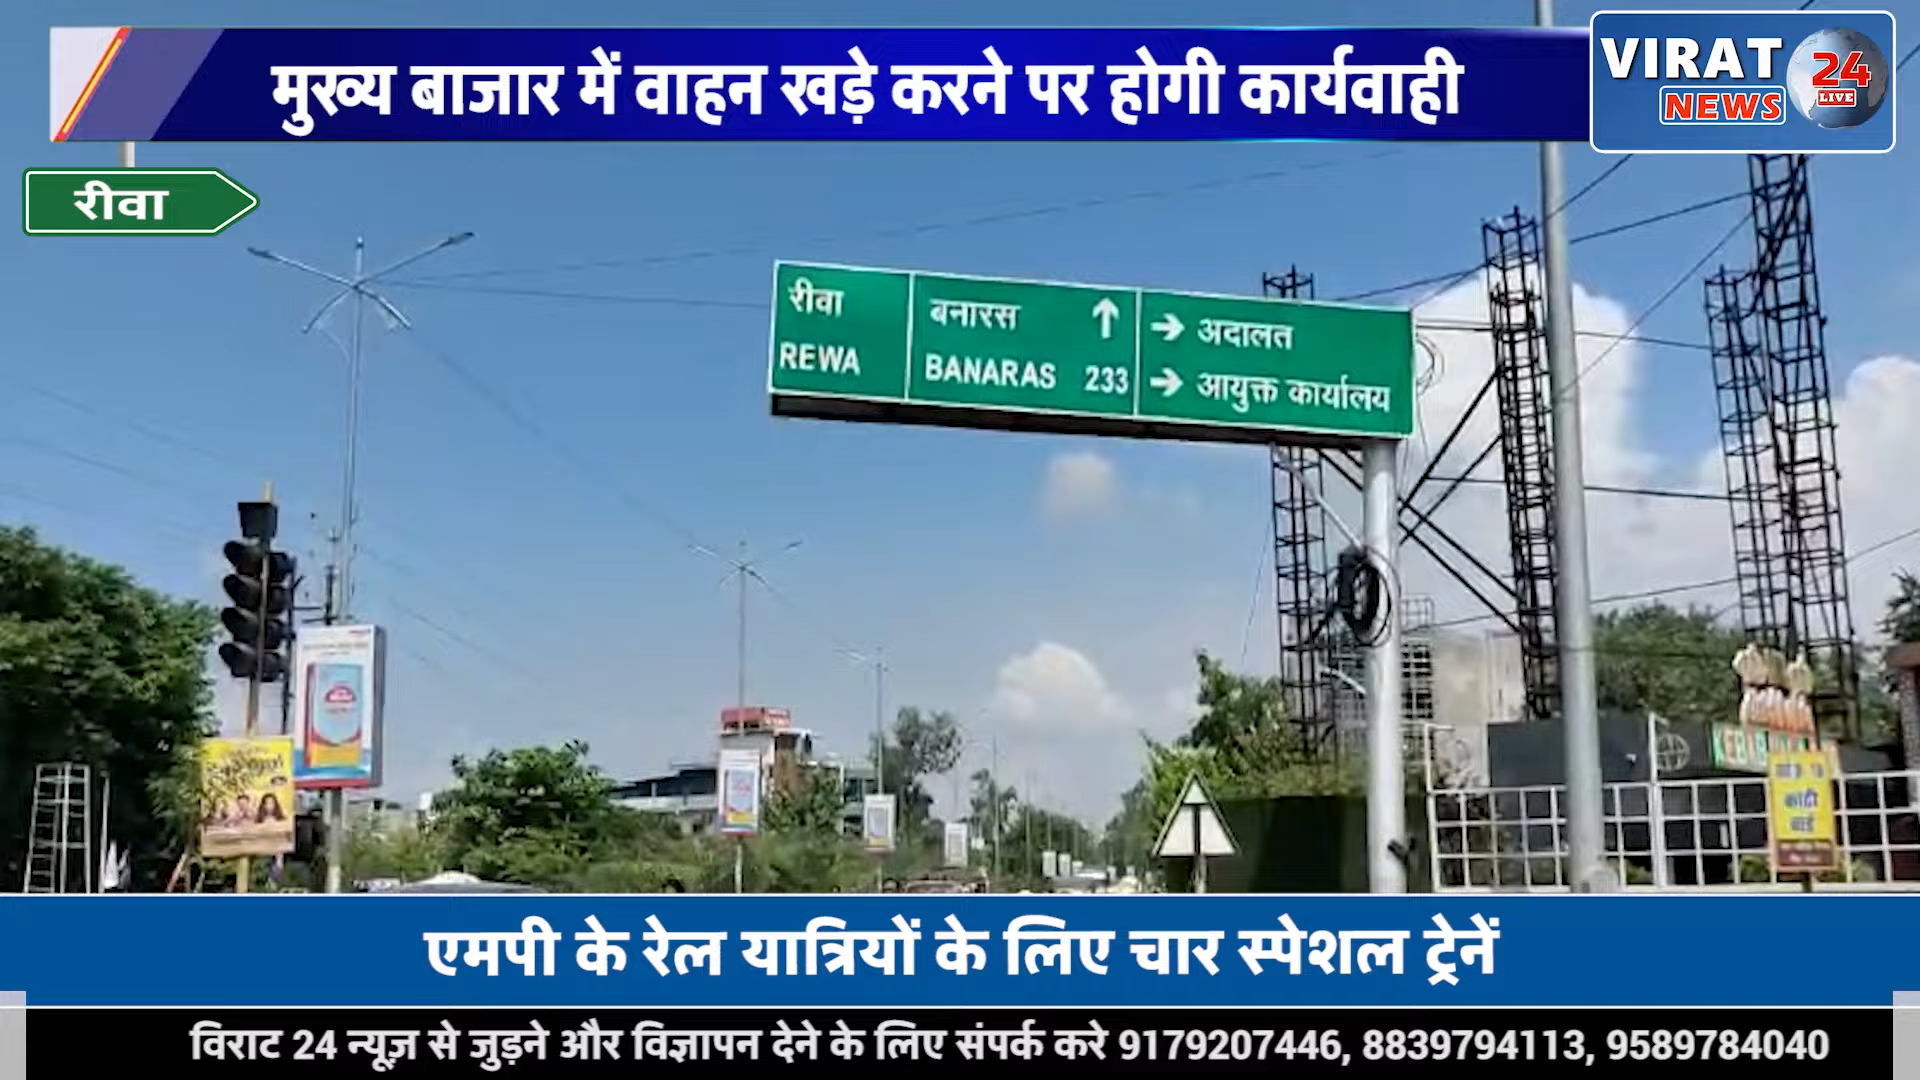 मुख्य बाजार में वाहन खड़े करने पर होगी कार्यवाही
VIRAT
NEWS
24
LIVE
रीवा
रीवा
REWA
बनारस
BANARAS 233
→ अदालत
→ आयुक्त कार्यालय
एमपी के रेल यात्रियों के लिए चार स्पेशल ट्रेनें
विराट 24 न्यूज़ से जुड़ने और विज्ञापन देने के लिए संपर्क करे 9179207446, 8839794113, 9589784040